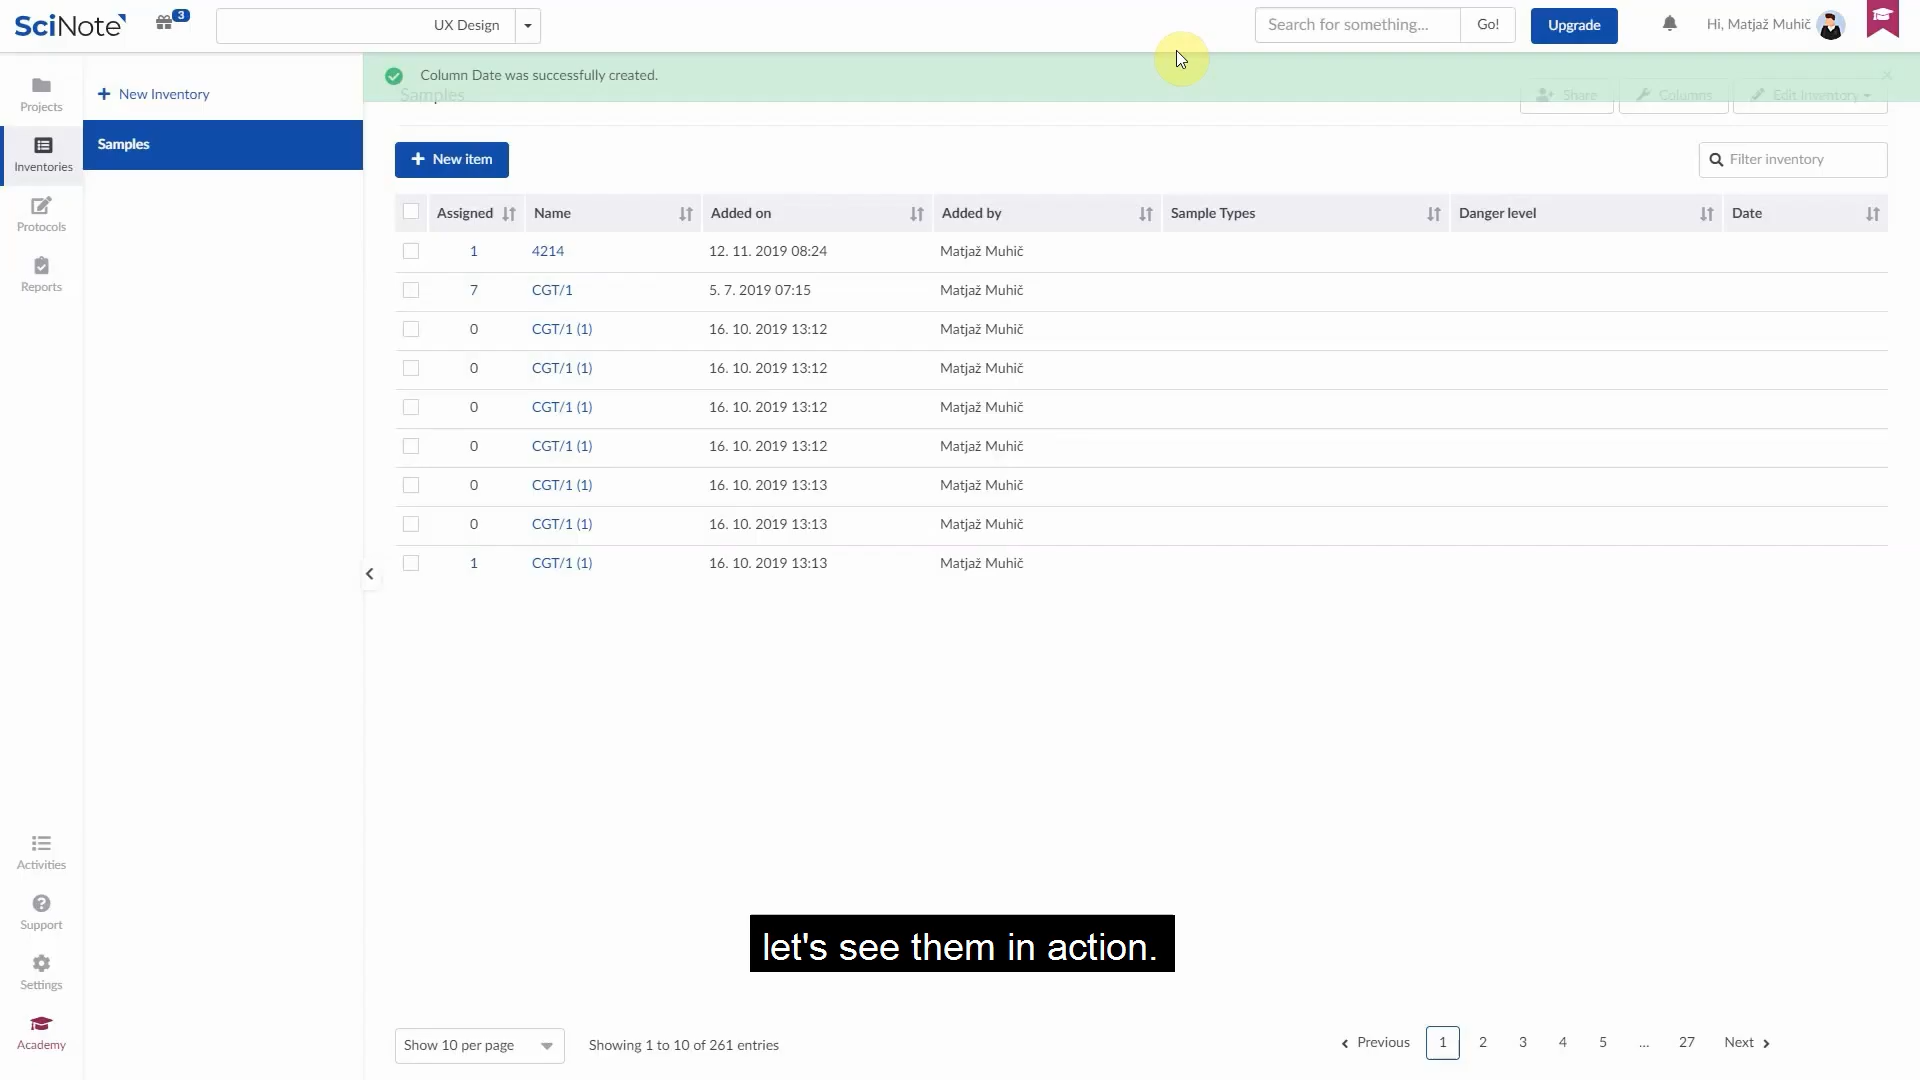 SciNote
3
UX Design
Search for something...
Go!
Upgrade
Hi, Matjaž Muhič
Column Date was successfully created.
Samples
Share
Columns
Edit Inventory
Projects
Inventories
Protocols
Reports
Activities
Support
Settings
Academy
New Inventory
Samples
New item
Filter inventory
Assigned Name Added on Added by Sample Types Danger level Date
1 4214 12. 11. 2019 08:24 Matjaž Muhič
7 CGT/1 5. 7. 2019 07:15 Matjaž Muhič
0 CGT/1 (1) 16. 10. 2019 13:12 Matjaž Muhič
0 CGT/1 (1) 16. 10. 2019 13:12 Matjaž Muhič
0 CGT/1 (1) 16. 10. 2019 13:12 Matjaž Muhič
0 CGT/1 (1) 16. 10. 2019 13:12 Matjaž Muhič
0 CGT/1 (1) 16. 10. 2019 13:13 Matjaž Muhič
0 CGT/1 (1) 16. 10. 2019 13:13 Matjaž Muhič
1 CGT/1 (1) 16. 10. 2019 13:13 Matjaž Muhič
let's see them in action.
Show 10 per page
Showing 1 to 10 of 261 entries
Previous 1 2 3 4 5 ... 27 Next